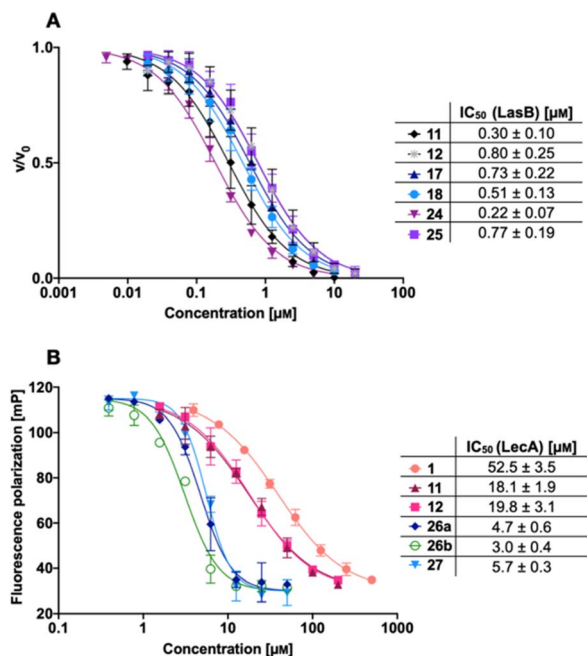 A
v/v₀
1.0
0.5
0.0
0.001
0.01
0.1
1
10
100
Concentration [µM]
IC₅₀ (LasB) [µM]
11 0.30 ± 0.10
12 0.80 ± 0.25
17 0.73 ± 0.22
18 0.51 ± 0.13
24 0.22 ± 0.07
25 0.77 ± 0.19
B
Fluorescence polarization [mP]
120
100
80
60
40
20
0.1
1
10
100
1000
Concentration [µM]
IC₅₀ (LecA) [µM]
1 52.5 ± 3.5
11 18.1 ± 1.9
12 19.8 ± 3.1
26a 4.7 ± 0.6
26b 3.0 ± 0.4
27 5.7 ± 0.3